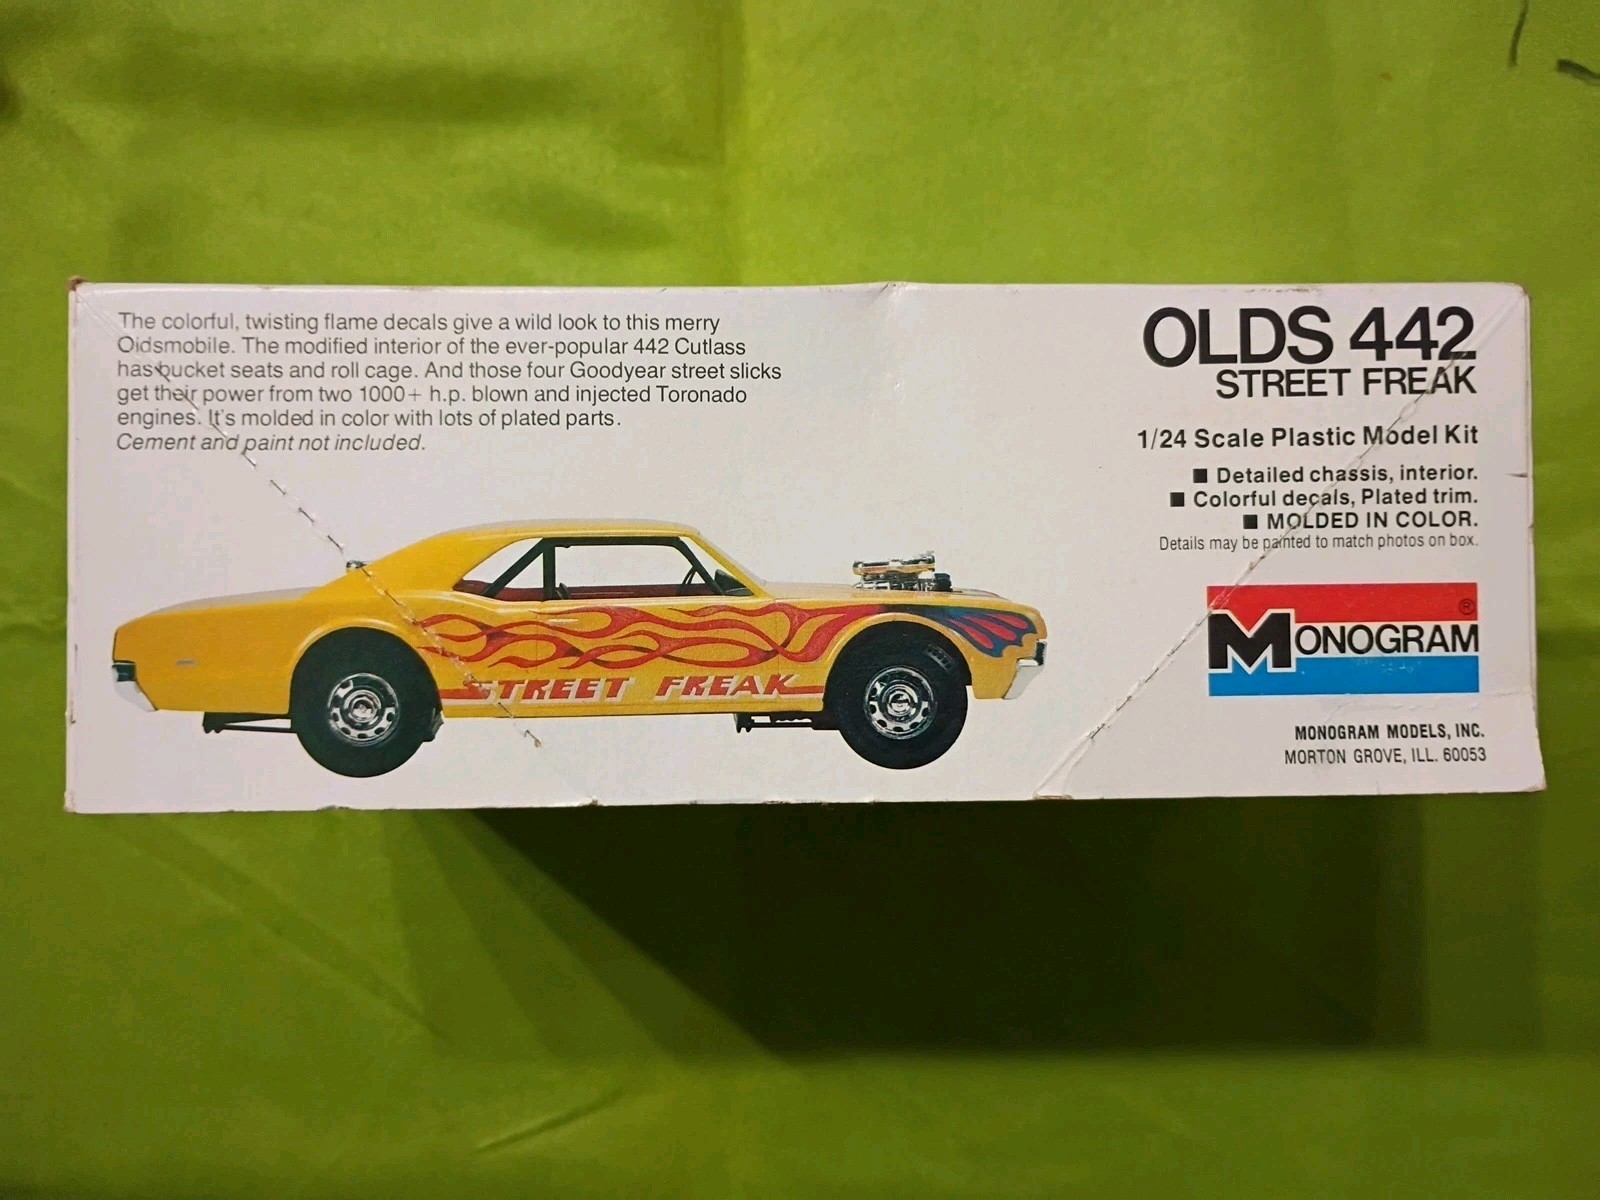 The colorful, twisting flame decals give a wild look to this merry
Oldsmobile. The modified interior of the ever-popular 442 Cutlass
has bucket seats and roll cage. And those four Goodyear street slicks
get their power from two 1000+ h.p. blown and injected Toronado
engines. It's molded in color with lots of plated parts.
Cement and paint not included.
STREET FREAK
OLDS 442
STREET FREAK
1/24 Scale Plastic Model Kit
■ Detailed chassis, interior.
■ Colorful decals, Plated trim.
■ MOLDED IN COLOR.
Details may be painted to match photos on box.
MONOGRAM ®
MONOGRAM MODELS, INC.
MORTON GROVE, ILL. 60053